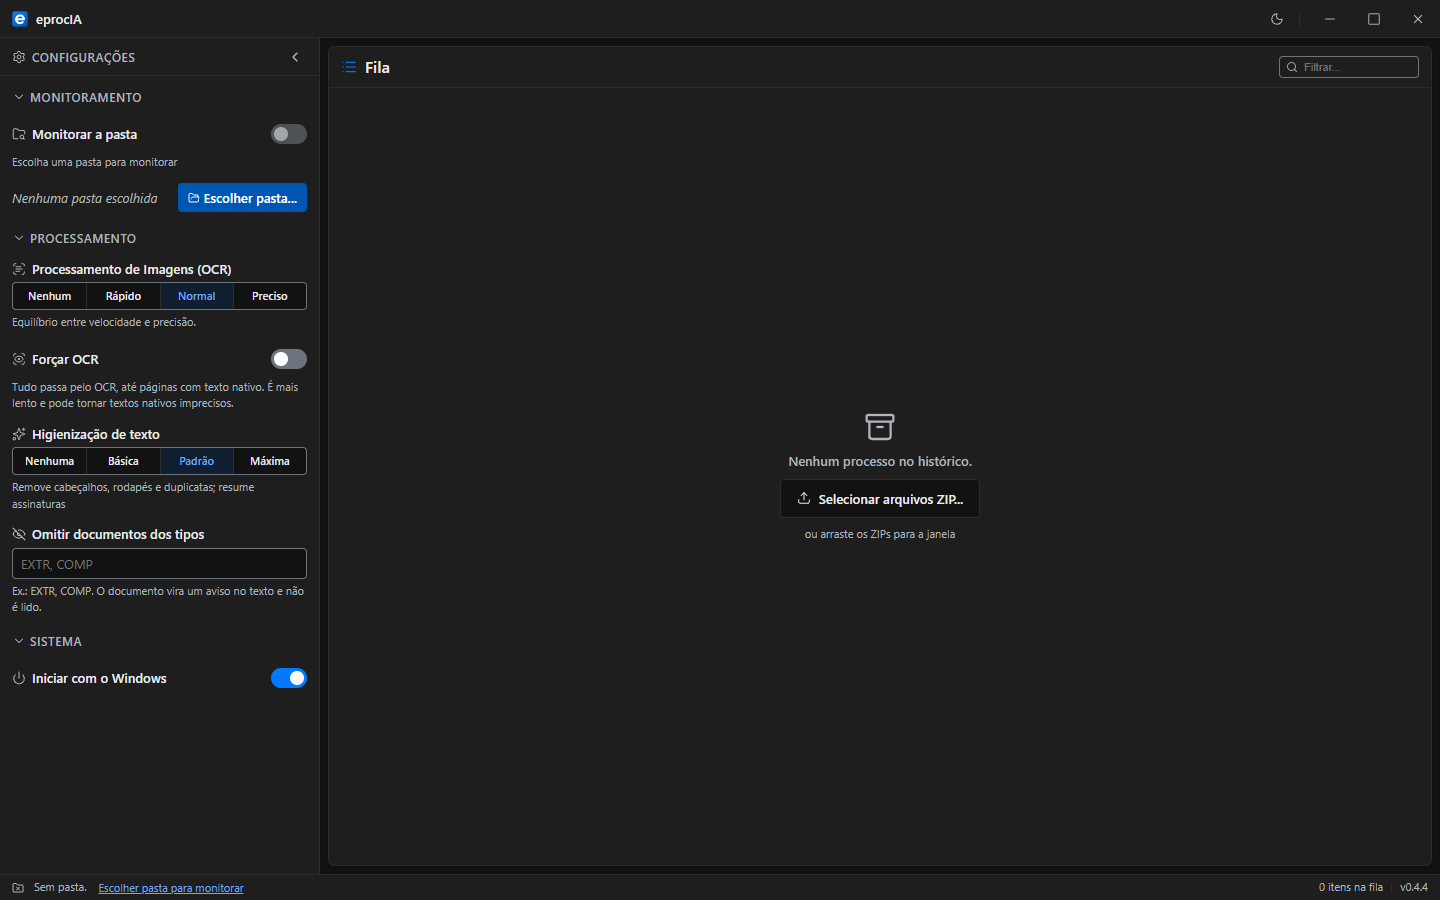 eprocIA
CONFIGURAÇÕES
MONITORAMENTO
Monitorar a pasta
Escolha uma pasta para monitorar
Nenhuma pasta escolhida
Escolher pasta...
PROCESSAMENTO
Processamento de Imagens (OCR)
Nenhum Rápido Normal Preciso
Equilíbrio entre velocidade e precisão.
Forçar OCR
Tudo passa pelo OCR, até páginas com texto nativo. É mais
lento e pode tornar textos nativos imprecisos.
Higienização de texto
Nenhuma Básica Padrão Máxima
Remove cabeçalhos, rodapés e duplicatas; resume
assinaturas
Omitir documentos dos tipos
EXTR, COMP
Ex.: EXTR, COMP. O documento vira um aviso no texto e não
é lido.
SISTEMA
Iniciar com o Windows
Fila
Filtrar...
Nenhum processo no histórico.
Selecionar arquivos ZIP...
ou arraste os ZIPs para a janela
Sem pasta. Escolher pasta para monitorar
0 itens na fila
v0.4.4